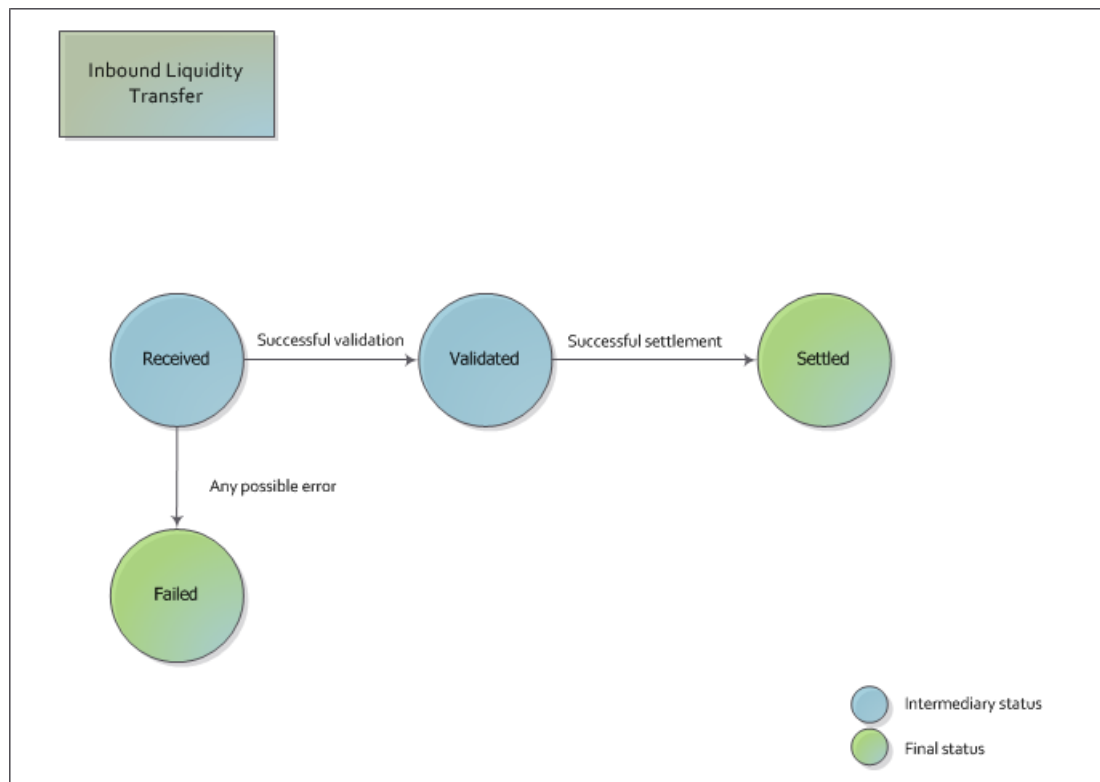 Inbound Liquidity
Transfer
Successful validation
Successful settlement
Received
Validated
Settled
Any possible error
Failed
Intermediary status
Final status